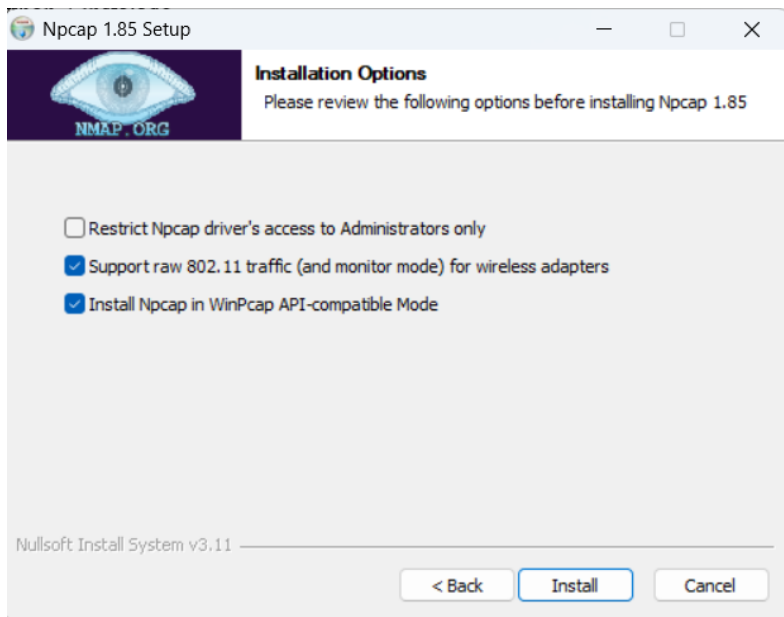 Npcap 1.85 Setup
NMAP.ORG
Installation Options
Please review the following options before installing Npcap 1.85
Restrict Npcap driver's access to Administrators only
Support raw 802.11 traffic (and monitor mode) for wireless adapters
Install Npcap in WinPcap API-compatible Mode
Nullsoft Install System v3.11
< Back
Install
Cancel